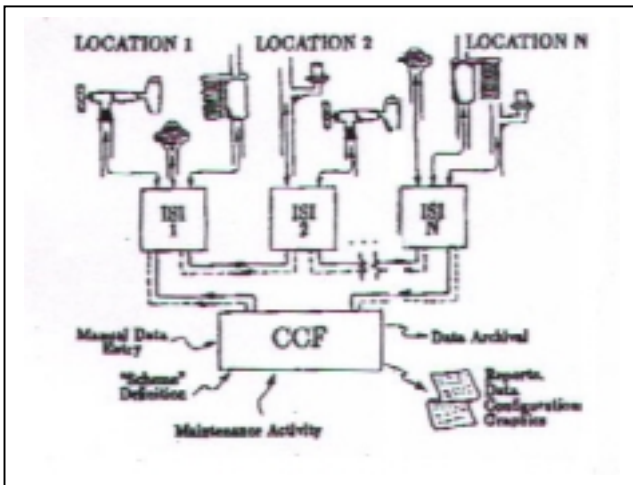 LOCATION 1
LOCATION 2
LOCATION N
ISI
1
ISI
2
ISI
N
CCF
Manual Data
Entry
"Scheme"
Definition
Maintenance Activity
Data Archival
Reports,
Data
Configuration
Graphics